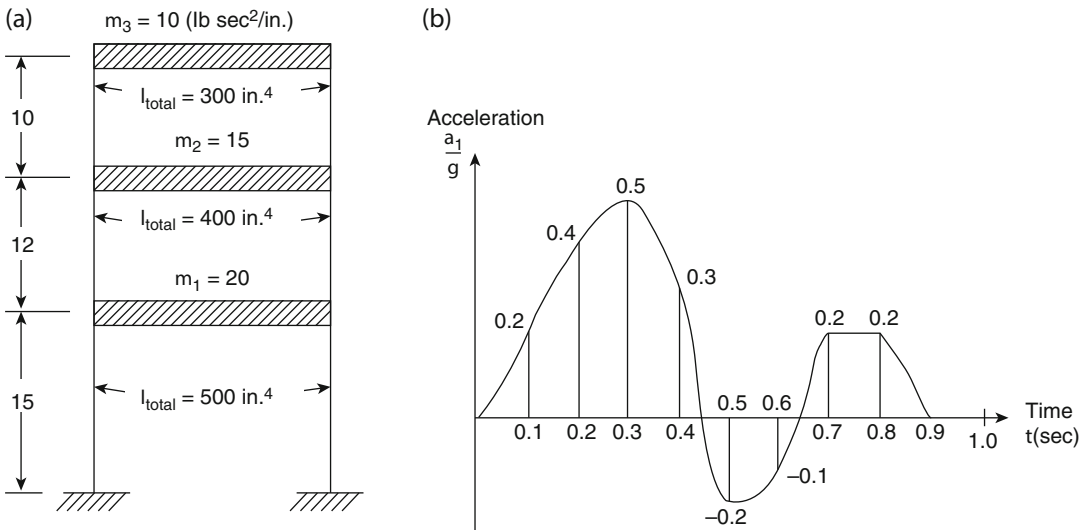 (a)
m₃ = 10 (lb sec²/in.)
I_total = 300 in.⁴
10
m₂ = 15
I_total = 400 in.⁴
12
m₁ = 20
I_total = 500 in.⁴
15
(b)
Acceleration
a₁
g
0.5
0.4
0.3
0.2
0.2 0.2
0.5 0.6
0.1 0.2 0.3 0.4 0.7 0.8 0.9 1.0
Time
t(sec)
–0.1
–0.2